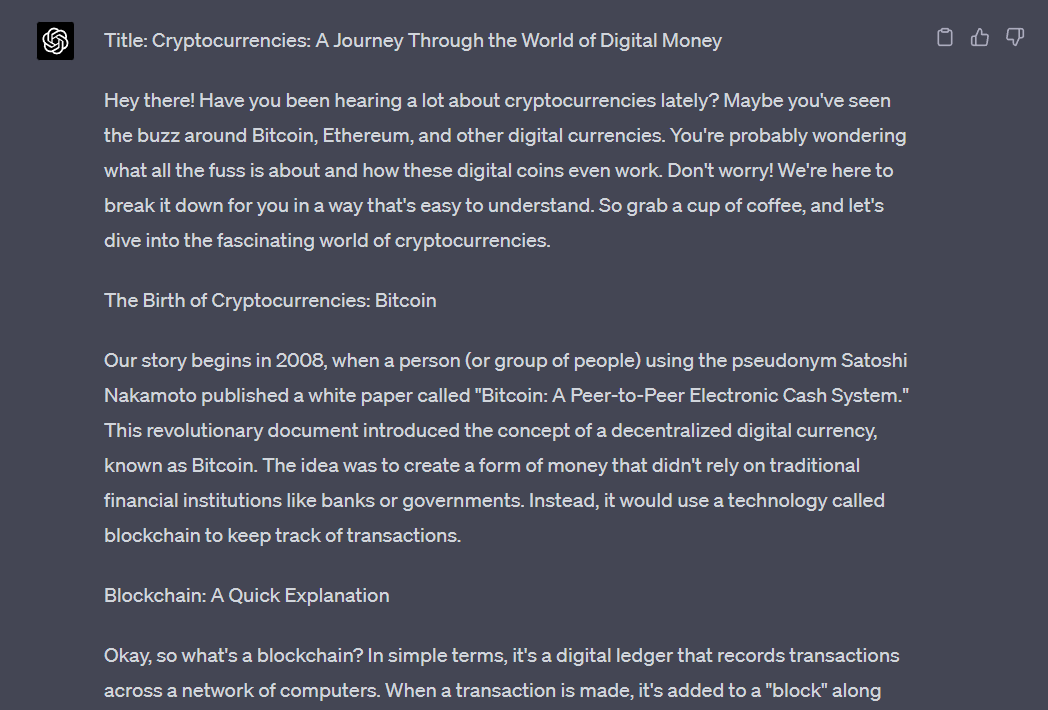 Title: Cryptocurrencies: A Journey Through the World of Digital Money
Hey there! Have you been hearing a lot about cryptocurrencies lately? Maybe you've seen
the buzz around Bitcoin, Ethereum, and other digital currencies. You're probably wondering
what all the fuss is about and how these digital coins even work. Don't worry! We're here to
break it down for you in a way that's easy to understand. So grab a cup of coffee, and let's
dive into the fascinating world of cryptocurrencies.
The Birth of Cryptocurrencies: Bitcoin
Our story begins in 2008, when a person (or group of people) using the pseudonym Satoshi
Nakamoto published a white paper called "Bitcoin: A Peer-to-Peer Electronic Cash System."
This revolutionary document introduced the concept of a decentralized digital currency,
known as Bitcoin. The idea was to create a form of money that didn't rely on traditional
financial institutions like banks or governments. Instead, it would use a technology called
blockchain to keep track of transactions.
Blockchain: A Quick Explanation
Okay, so what's a blockchain? In simple terms, it's a digital ledger that records transactions
across a network of computers. When a transaction is made, it's added to a "block" along